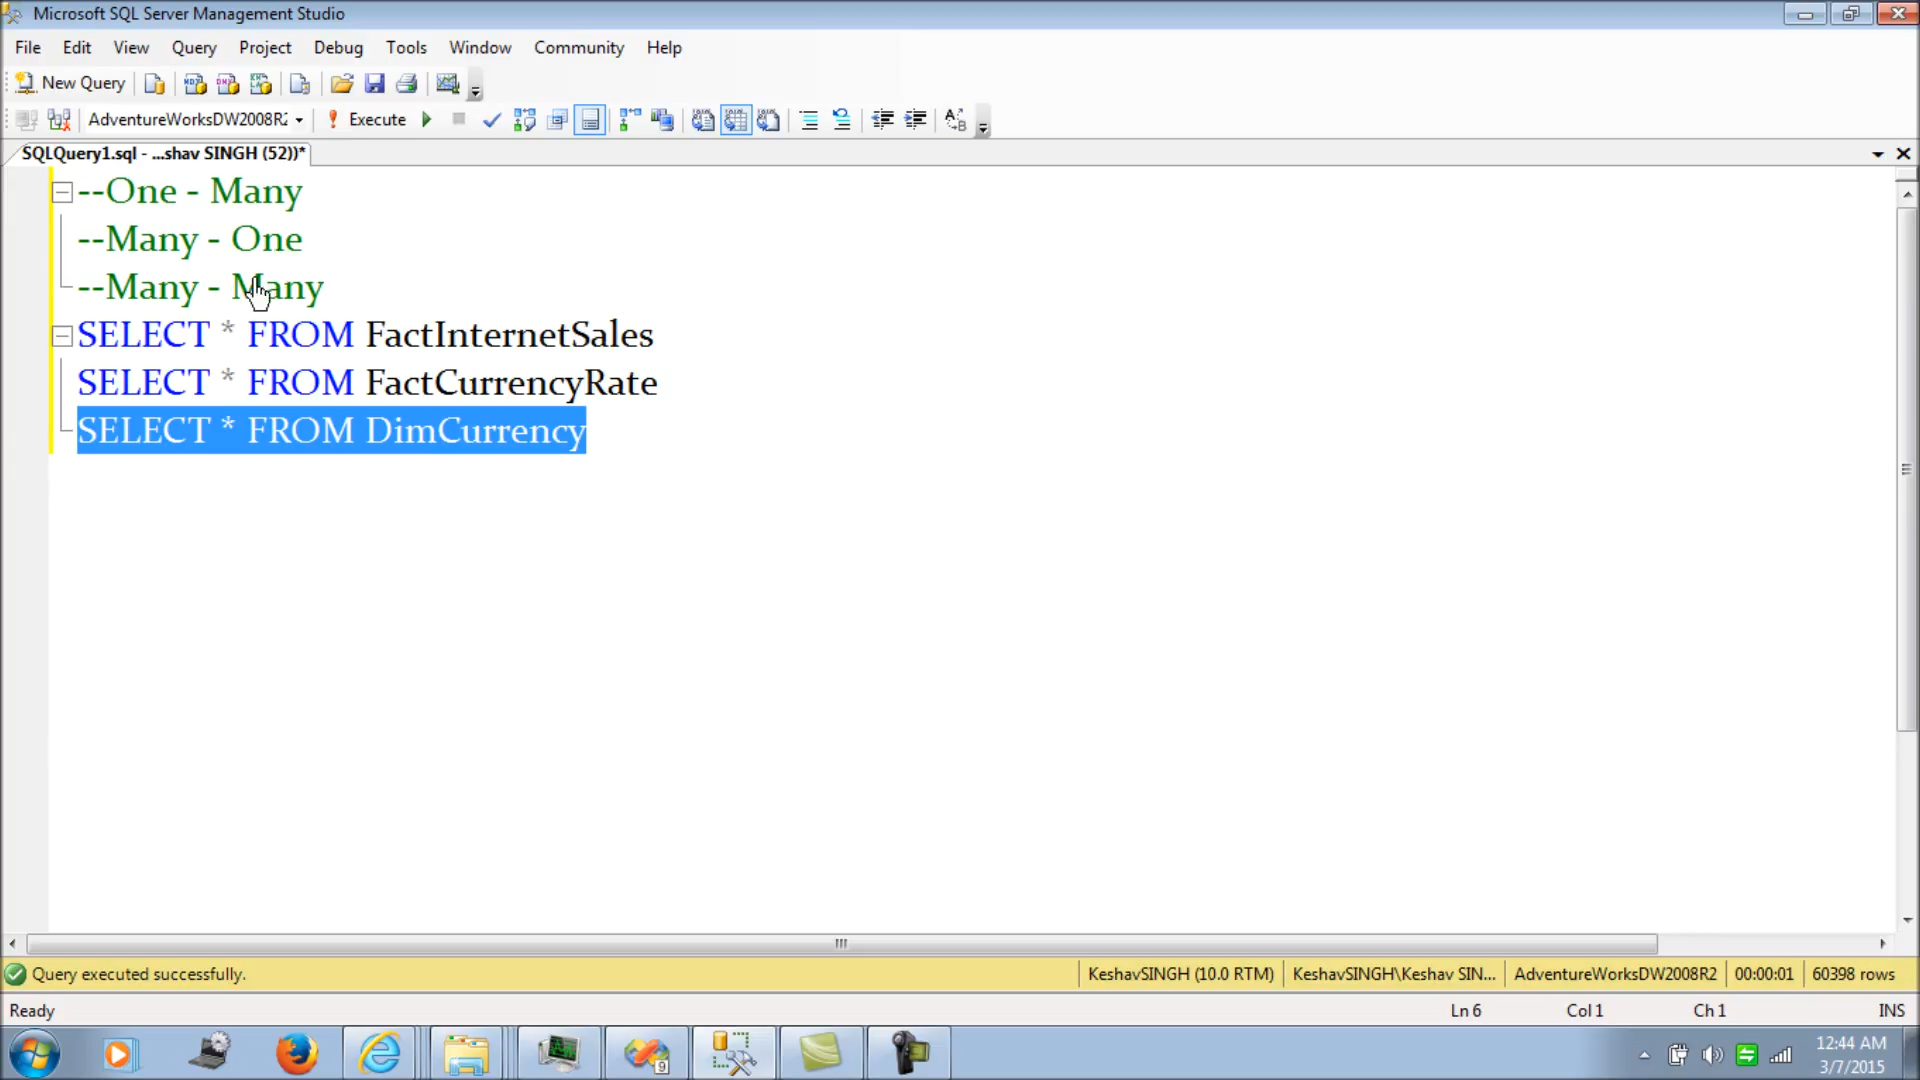 Microsoft SQL Server Management Studio
File Edit View Query Project Debug Tools Window Community Help
New Query
AdventureWorksDW2008R2 Execute
SQLQuery1.sql - ...shav SINGH (52))*
--One - Many
--Many - One
--Many - Many
SELECT * FROM FactInternetSales
SELECT * FROM FactCurrencyRate
SELECT * FROM DimCurrency
Query executed successfully. KeshavSINGH (10.0 RTM) KeshavSINGH\Keshav SIN... AdventureWorksDW2008R2 00:00:01 60398 rows
Ready Ln 6 Col 1 Ch 1 INS
12:44 AM
3/7/2015